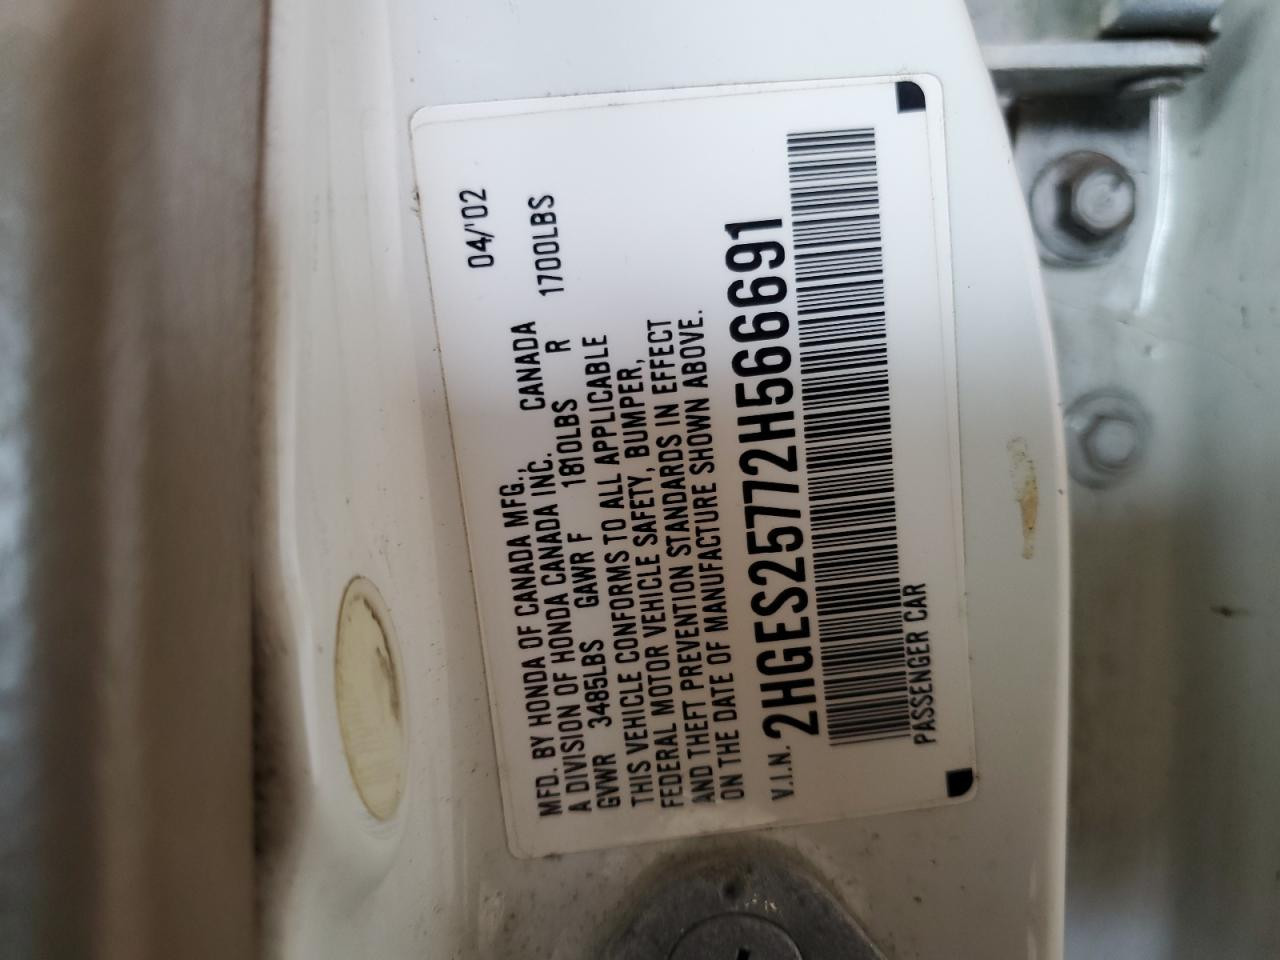 MFD. BY HONDA OF CANADA MFG., CANADA 04/'02
A DIVISION OF HONDA CANADA INC.
GVWR 3485LBS GAWR F 1810LBS R 1700LBS
THIS VEHICLE CONFORMS TO ALL APPLICABLE
FEDERAL MOTOR VEHICLE SAFETY, BUMPER,
AND THEFT PREVENTION STANDARDS IN EFFECT
ON THE DATE OF MANUFACTURE SHOWN ABOVE.
V.I.N. 2HGES25772H566691
PASSENGER CAR